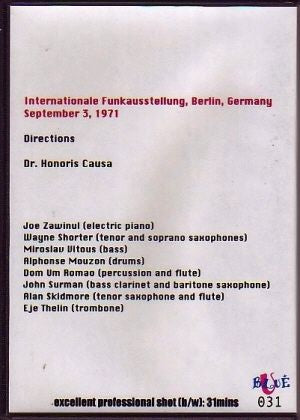 Internationale Funkausstellung, Berlin, Germany
September 3, 1971
Directions
Dr. Honoris Causa
Joe Zawinul (electric piano)
Wayne Shorter (tenor and soprano saxophones)
Miroslav Vitous (bass)
Alphonse Mouzon (drums)
Dom Um Romao (percussion and flute)
John Surman (bass clarinet and baritone saxophone)
Alan Skidmore (tenor saxophone and flute)
Eje Thelin (trombone)
excellent professional shot (b/w): 31mins
031